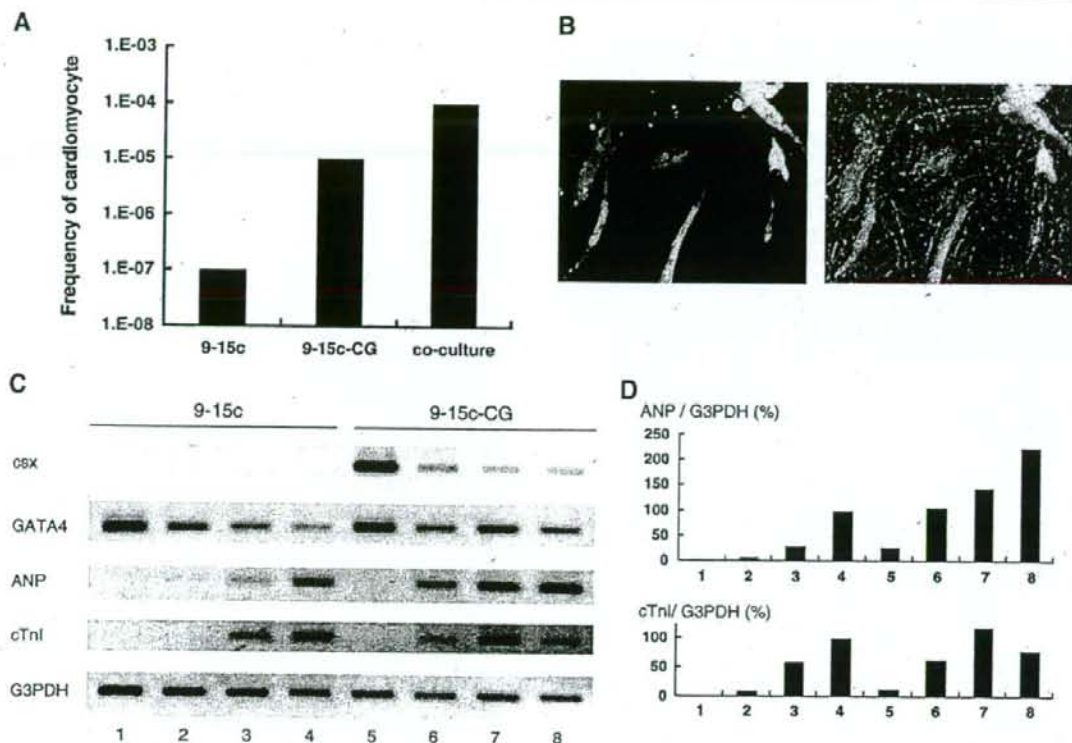 A
Frequency of cardiomyocyte
1.E-03
1.E-04
1.E-05
1.E-06
1.E-07
1.E-08
9-15c 9-15c-CG co-culture
B
C
9-15c 9-15c-CG
csx
GATA4
ANP
cTnI
G3PDH
1 2 3 4 5 6 7 8
D
ANP / G3PDH (%)
250
200
150
100
50
0
1 2 3 4 5 6 7 8
cTnI/ G3PDH (%)
100
50
0
1 2 3 4 5 6 7 8